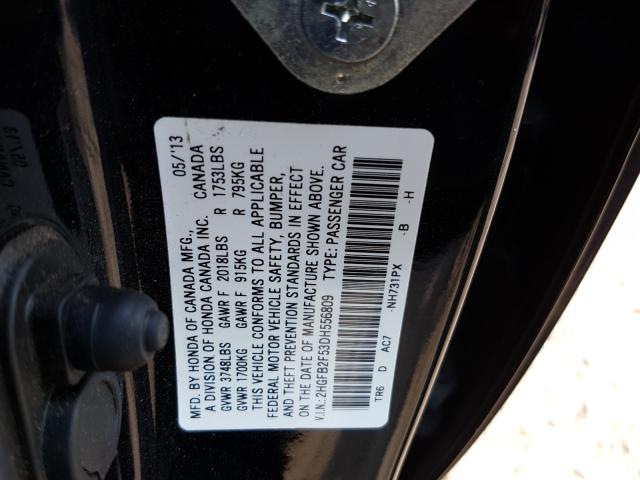 MFD. BY HONDA OF CANADA MFG., 05/'13
A DIVISION OF HONDA CANADA INC. CANADA
GVWR 3748LBS GAWR F 2018LBS R 1753LBS
GVWR 1700KG GAWR F 915KG R 795KG
THIS VEHICLE CONFORMS TO ALL APPLICABLE
FEDERAL MOTOR VEHICLE SAFETY, BUMPER,
AND THEFT PREVENTION STANDARDS IN EFFECT
ON THE DATE OF MANUFACTURE SHOWN ABOVE.
V.I.N.: 2HGFB2F53DH556809 TYPE: PASSENGER CAR
TR6 D AC7 -NH731PX -B -H